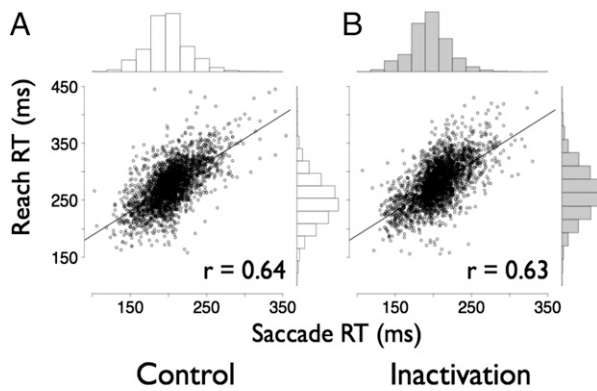 A
B
Reach RT (ms)
450
350
250
150
r = 0.64
r = 0.63
150
250
350
150
250
350
Saccade RT (ms)
Control
Inactivation